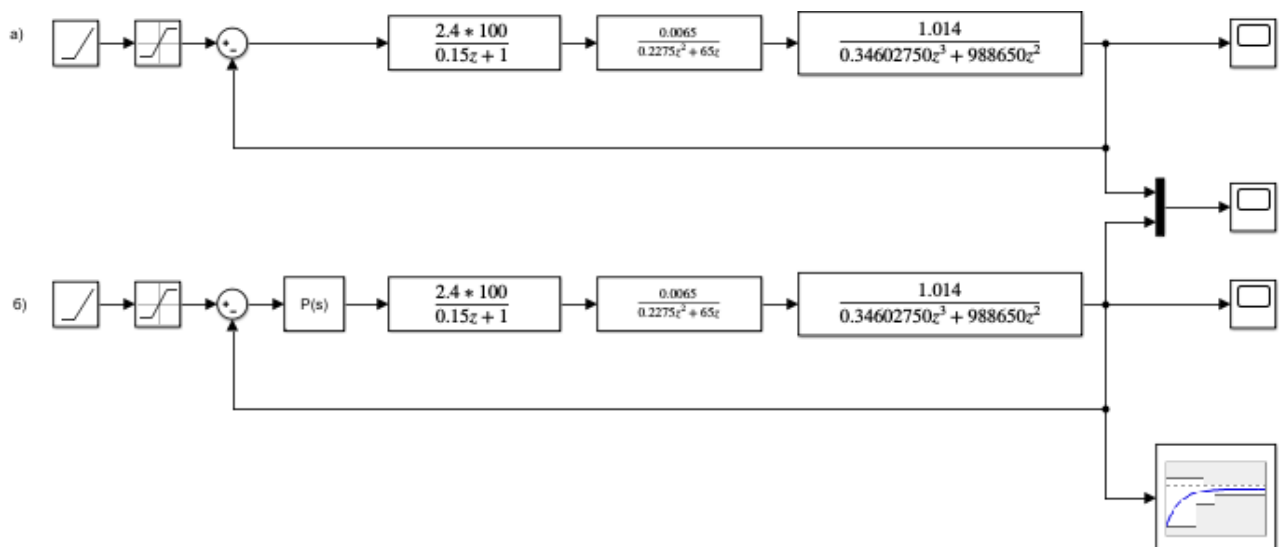 а)
2.4 * 100
0.15z + 1
0.0065
0.2275z² + 65z
1.014
0.34602750z³ + 988650z²
б)
P(s)
2.4 * 100
0.15z + 1
0.0065
0.2275z² + 65z
1.014
0.34602750z³ + 988650z²